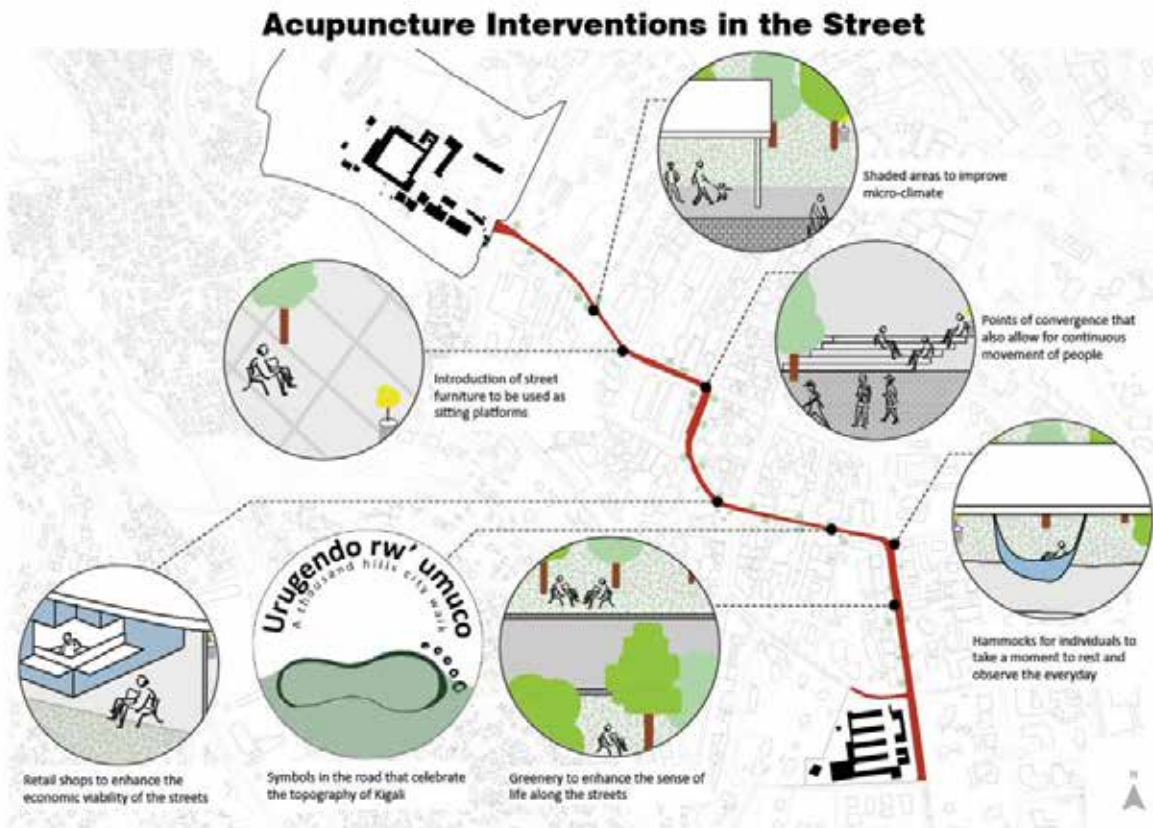 Acupuncture Interventions in the Street
Shaded areas to improve
micro-climate
Points of convergence that
also allow for continuous
movement of people
Introduction of street
furniture to be used as
sitting platforms
Hammocks for individuals to
take a moment to rest and
observe the everyday
Urugendo rw' umuco
A thousand hills city walk
Retail shops to enhance the
economic viability of the streets
Symbols in the road that celebrate
the topography of Kigali
Greenery to enhance the sense of
life along the streets
N